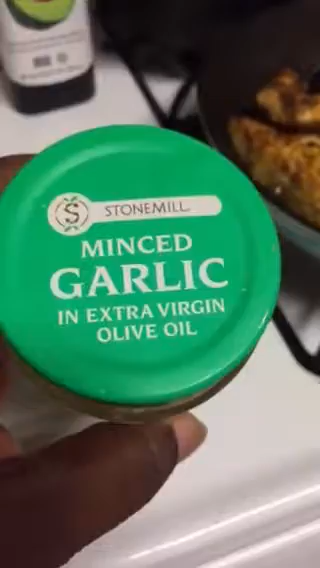 STONEMILL
MINCED
GARLIC
IN EXTRA VIRGIN
OLIVE OIL